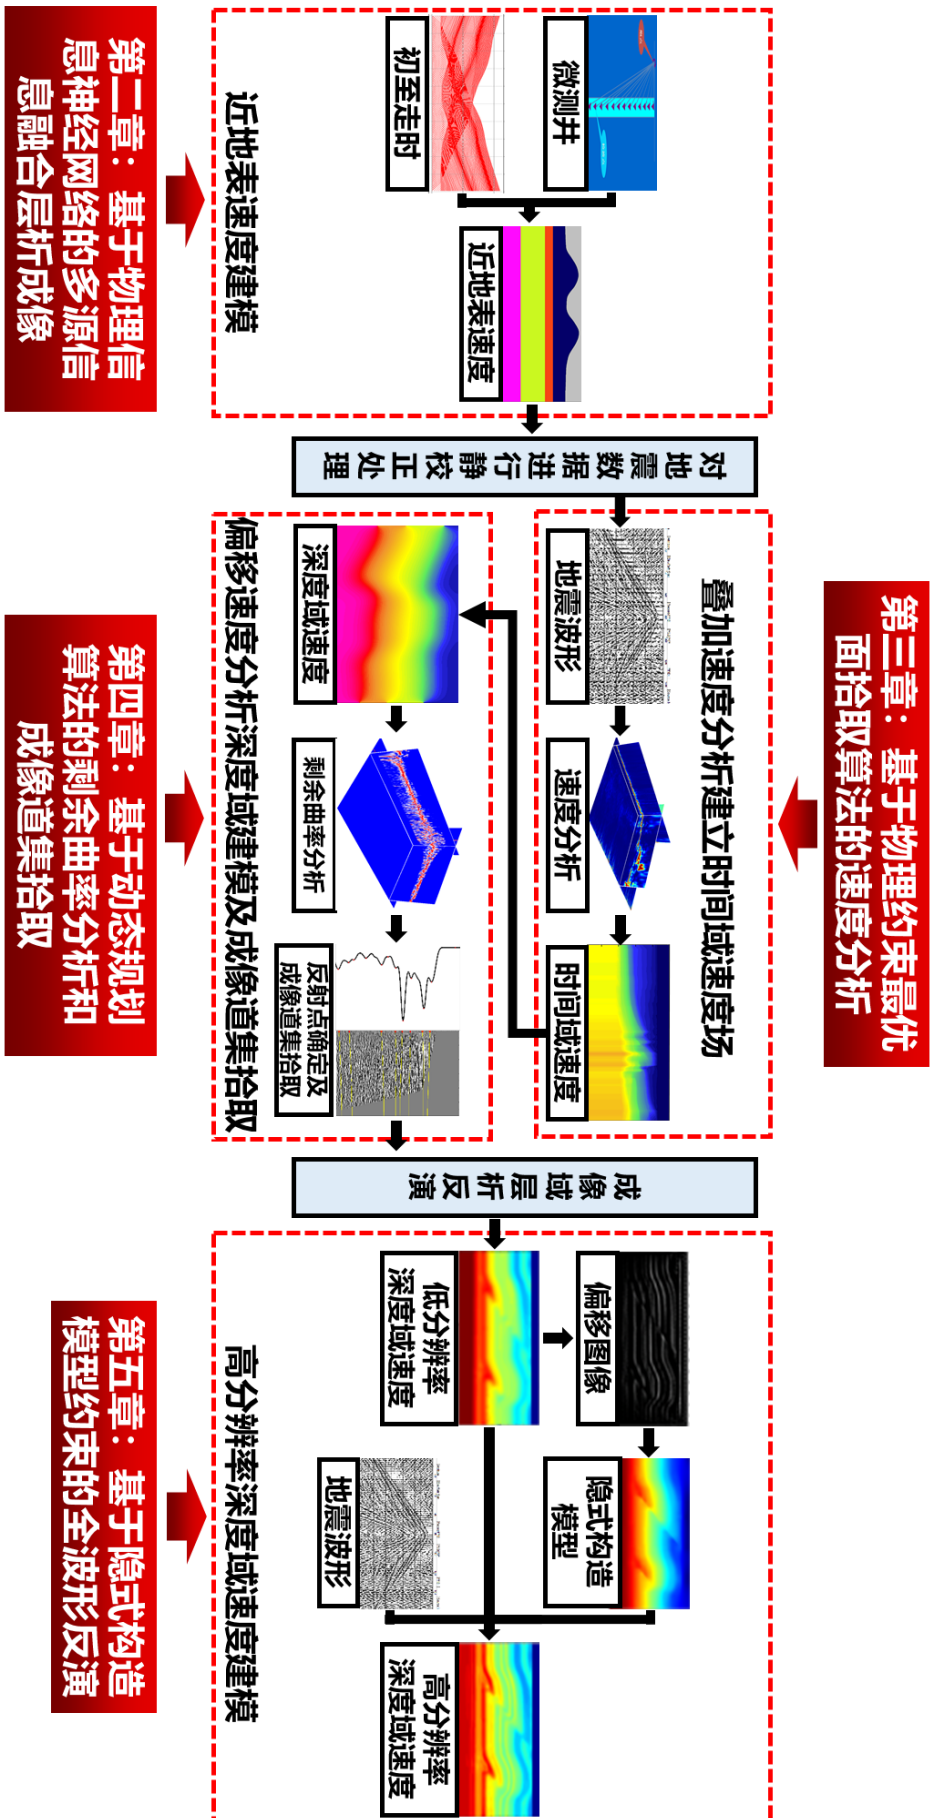 微测井
初至走时
近地表速度
近地表速度建模
第二章：基于物理信
息神经网络的多源信
息融合层析成像
对地震数据进行静校正处理
第三章：基于物理约束最优
面拾取算法的速度分析
叠加速度分析建立时间域速度场
地震波形
速度分析
时间域速度
深度域速度
剩余曲率分析
反射点确定及
成像道集拾取
偏移速度分析深度域建模及成像道集拾取
第四章：基于动态规划
算法的剩余曲率分析和
成像道集拾取
成像域层析反演
偏移图像
隐式构造
模型
低分辨率
深度域速度
地震波形
高分辨率
深度域速度
高分辨率深度域速度建模
第五章：基于隐式构造
模型约束的全波形反演